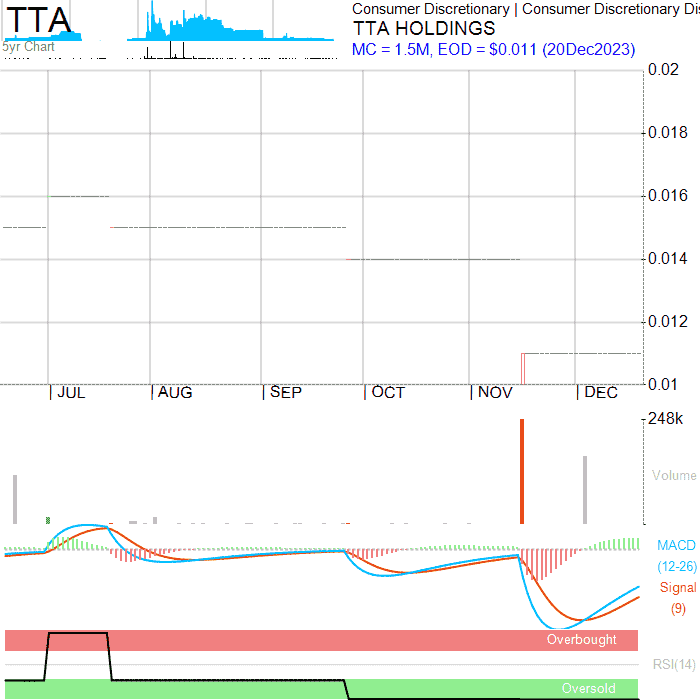 TTA
5yr Chart
Consumer Discretionary | Consumer Discretionary Dis
TTA HOLDINGS
MC = 1.5M, EOD = $0.011 (20Dec2023)
0.02
0.018
0.016
0.014
0.012
0.01
JUL AUG SEP OCT NOV DEC
248k
Volume
MACD
(12-26)
Signal
(9)
Overbought
RSI(14)
Oversold